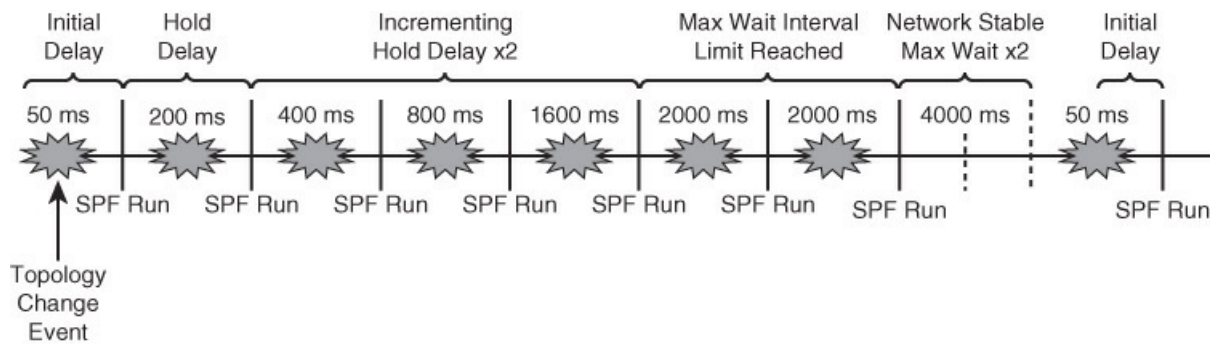 Initial
Delay
Hold
Delay
Incrementing
Hold Delay x2
Max Wait Interval
Limit Reached
Network Stable
Max Wait x2
Initial
Delay
50 ms
200 ms
400 ms
800 ms
1600 ms
2000 ms
2000 ms
4000 ms
50 ms
SPF Run
SPF Run
SPF Run
SPF Run
SPF Run
SPF Run
SPF Run
SPF Run
Topology
Change
Event